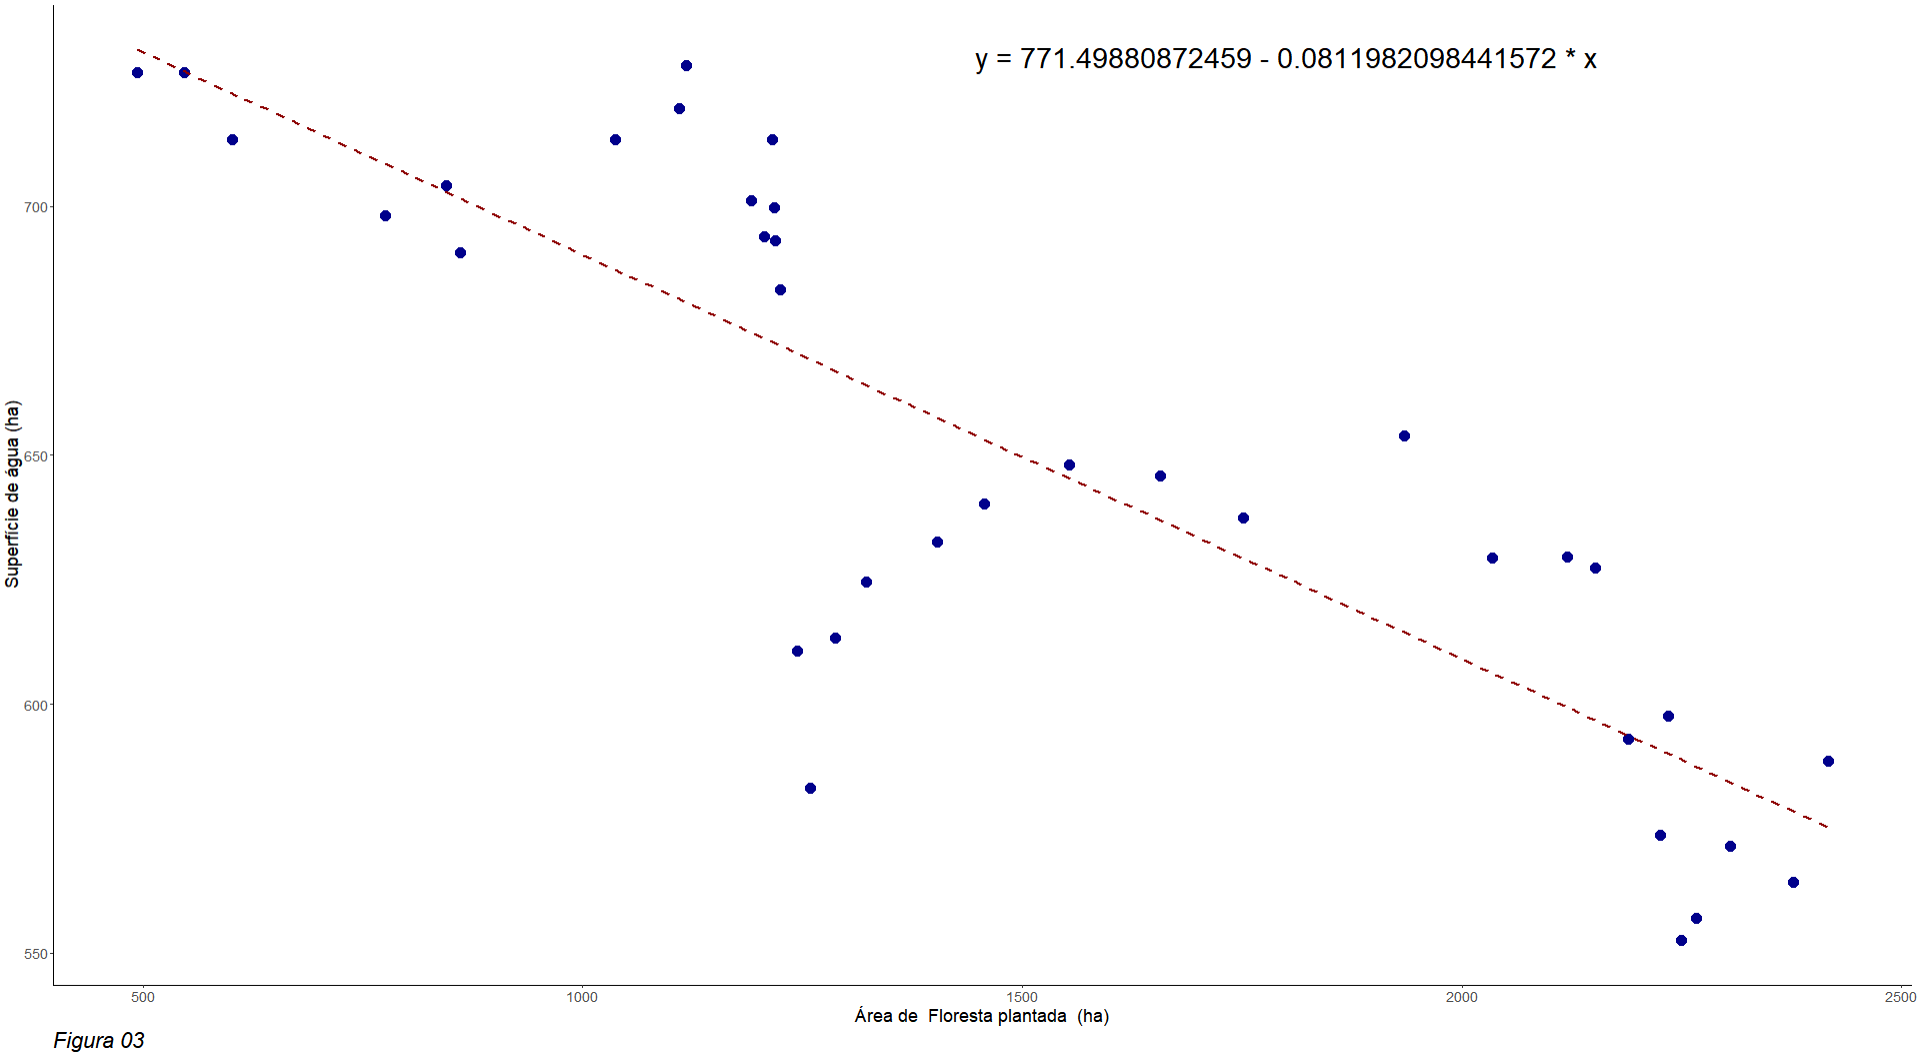 y = 771.49880872459 - 0.0811982098441572 * x
Superfície de água (ha)
700
650
600
550
500
1000
1500
2000
2500
Área de  Floresta plantada  (ha)
Figura 03